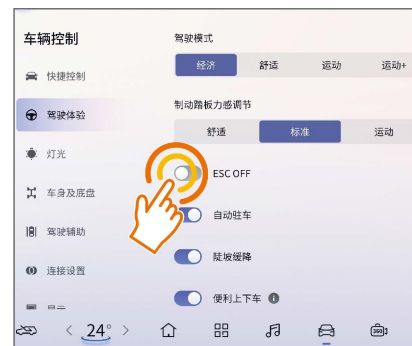 车辆控制
快捷控制
驾驶体验
灯光
车身及底盘
驾驶辅助
连接设置
显示
驾驶模式
经济 舒适 运动 运动+
制动踏板力感调节
舒适 标准 运动
ESC OFF
自动驻车
陡坡缓降
便利上下车
< 24° >
360